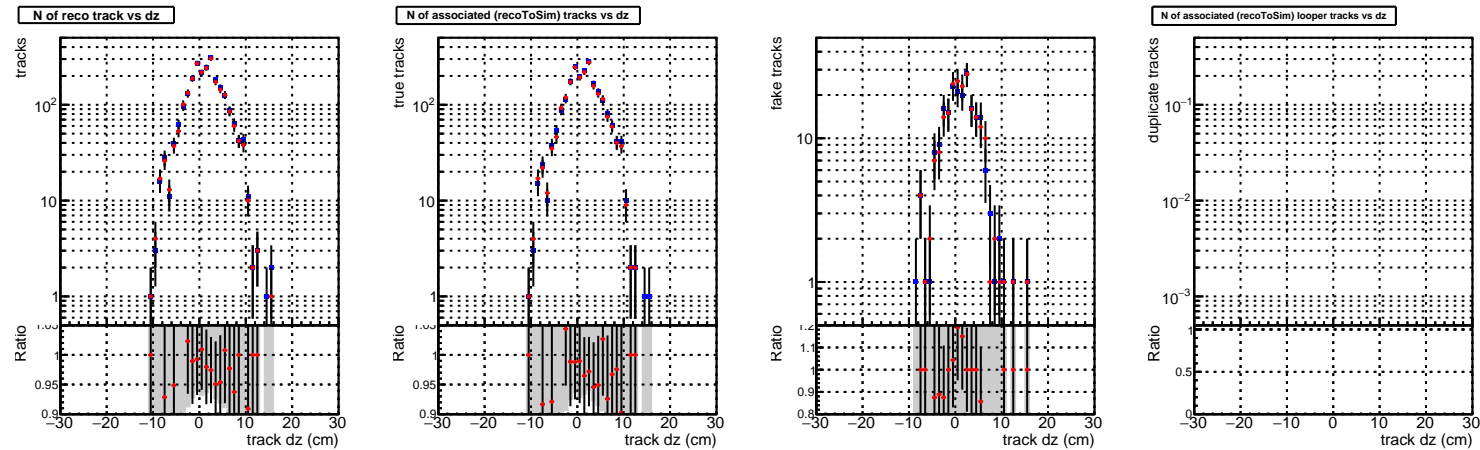 N of reco track vs dz
tracks
10²
10
1
1.05
Ratio
1
0.95
0.9
−30 −20 −10 0 10 20 30
track dz (cm)
N of associated (recoToSim) tracks vs dz
true tracks
10²
10
1
1.05
Ratio
1
0.95
0.9
−30 −20 −10 0 10 20 30
track dz (cm)
fake tracks
10
1
1.2
Ratio
1.1
1
0.9
0.8
−30 −20 −10 0 10 20 30
track dz (cm)
N of associated (recoToSim) looper tracks vs dz
duplicate tracks
10⁻¹
10⁻²
10⁻³
1
Ratio
0.5
0
−30 −20 −10 0 10 20 30
track dz (cm)